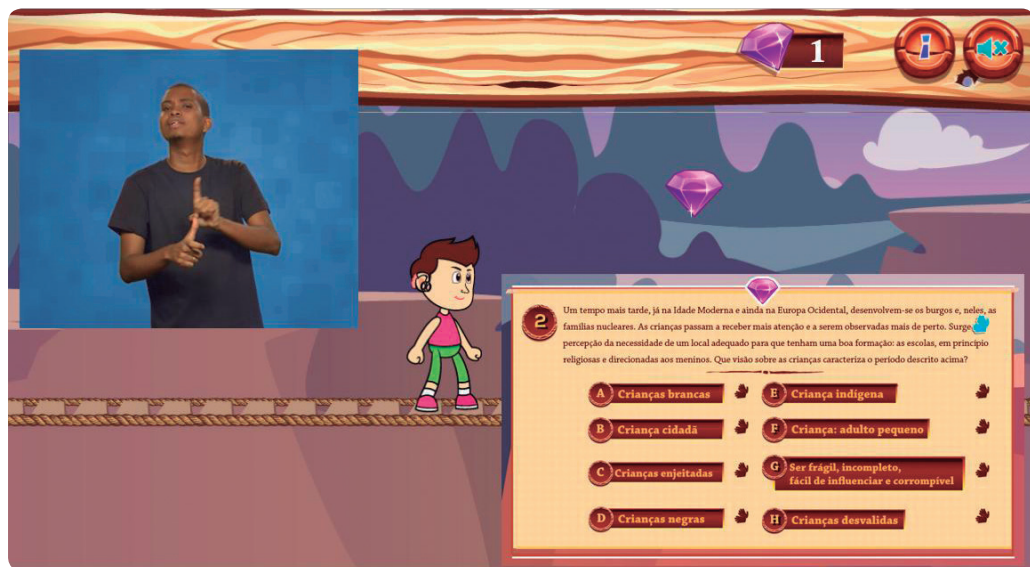 1
i
2
Um tempo mais tarde, já na Idade Moderna e ainda na Europa Ocidental, desenvolvem-se os burgos e, neles, as
famílias nucleares. As crianças passam a receber mais atenção e a serem observadas mais de perto. Surge
percepção da necessidade de um local adequado para que tenham uma boa formação: as escolas, em princípio
religiosas e direcionadas aos meninos. Que visão sobre as crianças caracteriza o período descrito acima?
A Crianças brancas
B Criança cidadã
C Crianças enjeitadas
D Crianças negras
E Criança indígena
F Criança: adulto pequeno
G Ser frágil, incompleto,
fácil de influenciar e corrompível
H Crianças desvalidas